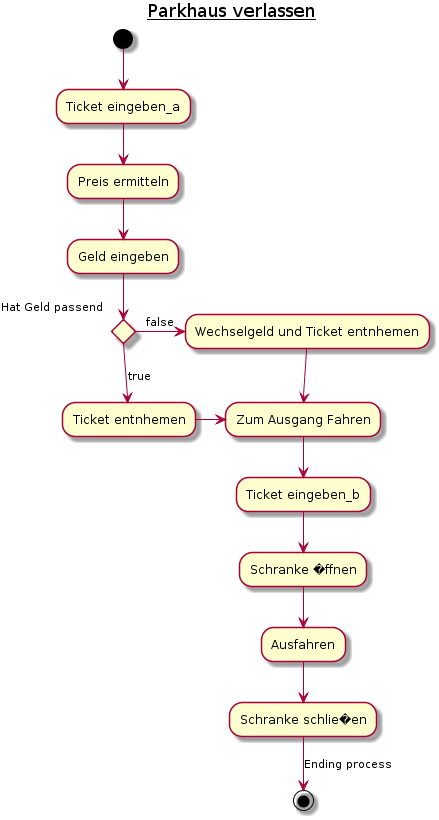 Parkhaus verlassen
Ticket eingeben_a
Preis ermitteln
Geld eingeben
Hat Geld passend
false
Wechselgeld und Ticket entnhemen
true
Ticket entnhemen
Zum Ausgang Fahren
Ticket eingeben_b
Schranke �ffnen
Ausfahren
Schranke schlie�en
Ending process